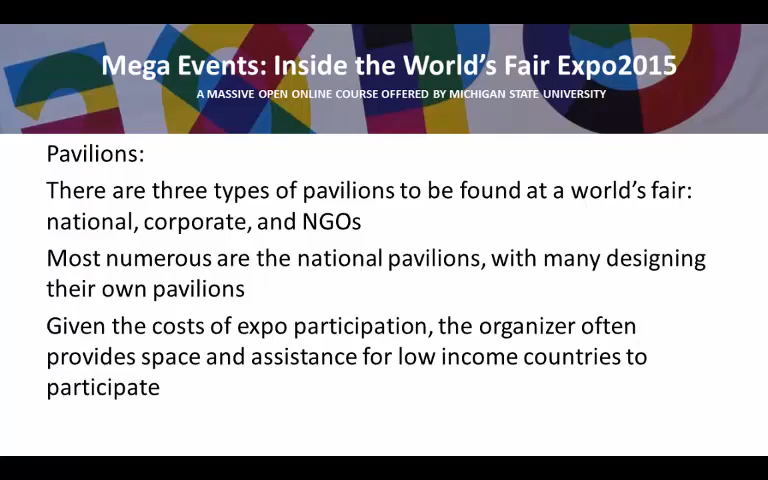 Mega Events: Inside the World's Fair Expo2015
A MASSIVE OPEN ONLINE COURSE OFFERED BY MICHIGAN STATE UNIVERSITY
Pavilions:
There are three types of pavilions to be found at a world's fair:
national, corporate, and NGOs
Most numerous are the national pavilions, with many designing
their own pavilions
Given the costs of expo participation, the organizer often
provides space and assistance for low income countries to
participate